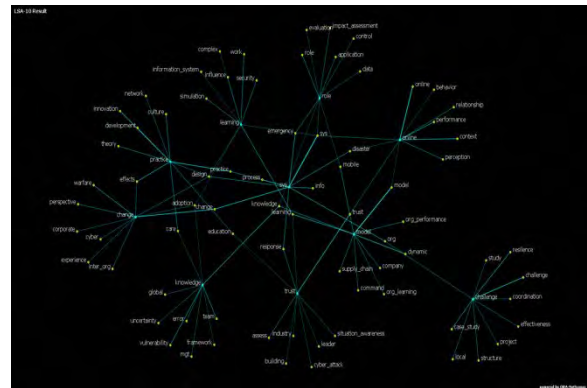 LSA-10 Result
evaluation
impact_assessment
control
complex
work
role
application
information_system
influence
security
data
online
behavior
network
simulation
role
relationship
innovation
culture
learning
emergency
sys
online
performance
development
context
theory
disaster
perception
practice
practice
mobile
design
process
effects
sys
info
model
warfare
adoption
change
knowledge
learning
trust
perspective
change
org_performance
corporate
cyber
care
education
org
experience
response
dynamic
inter_org
resilience
study
supply_chain
company
challenge
knowledge
command
org_learning
global
trust
challenge
coordination
uncertainty
error
team
assess
industry
situation_awareness
case_study
effectiveness
vulnerability
framework
leader
project
mgt
building
cyber_attack
local
structure